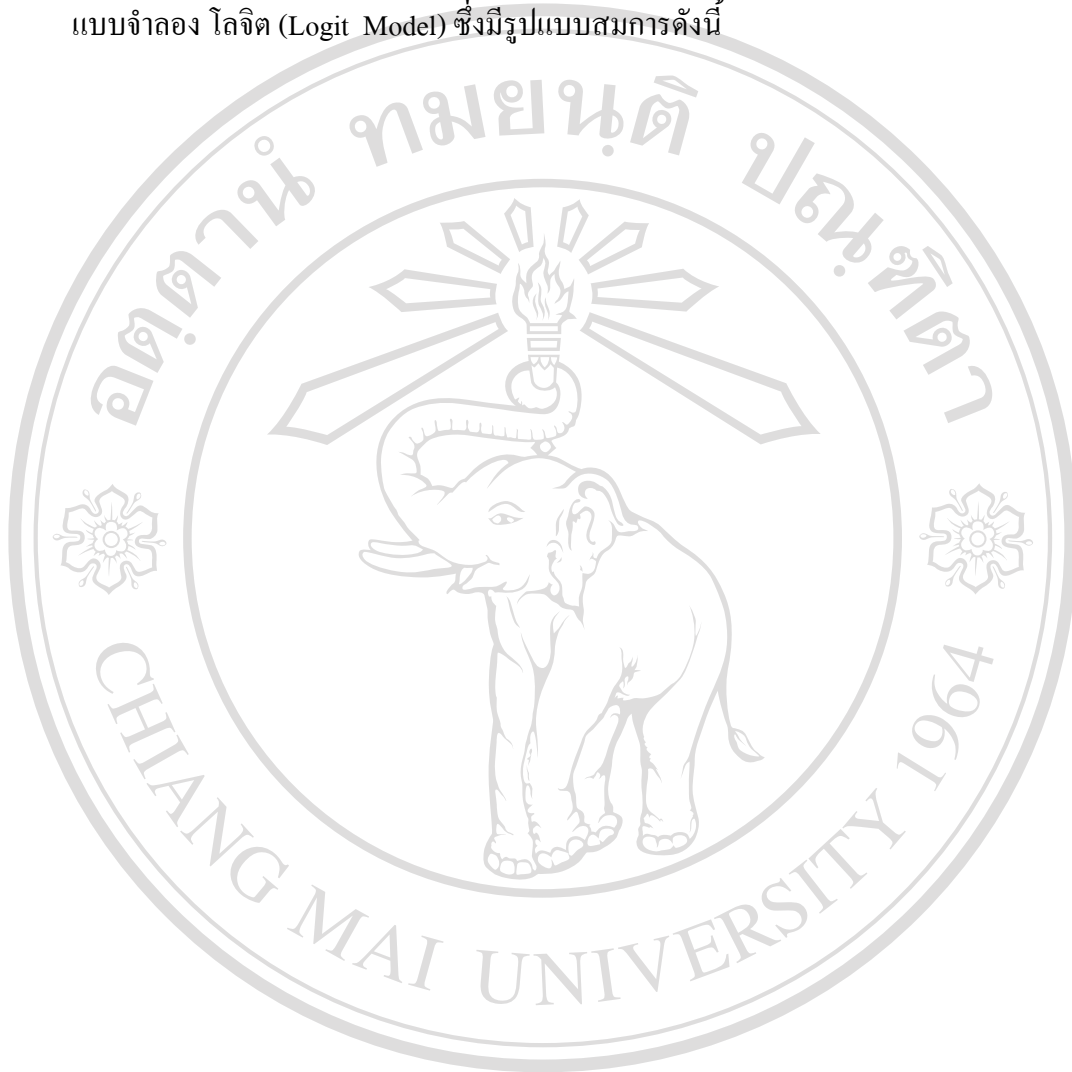 แบบจำลอง โลจิต (Logit Model) ซึ่งมีรูปแบบสมการดังนี้
อตฺตานํ ทมยนฺติ ปณฺฑิตา
CHIANG MAI UNIVERSITY 1964